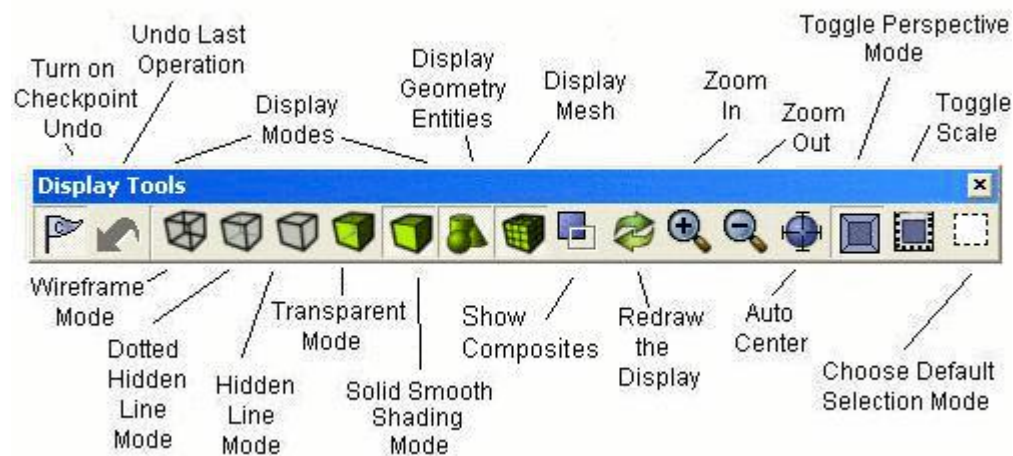 Turn on
Checkpoint
Undo
Undo Last
Operation
Display
Modes
Display
Geometry
Entities
Display
Mesh
Zoom
In
Zoom
Out
Toggle Perspective
Mode
Toggle
Scale
Display Tools
Wireframe
Mode
Dotted
Hidden
Line
Mode
Hidden
Line
Mode
Transparent
Mode
Solid Smooth
Shading
Mode
Show
Composites
Redraw
the
Display
Auto
Center
Choose Default
Selection Mode